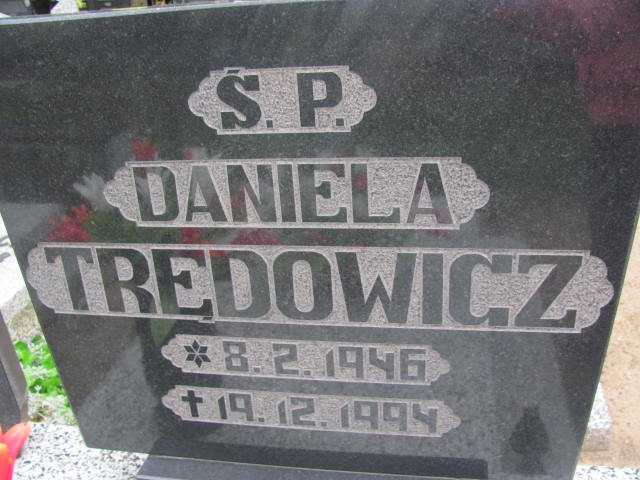 Ś. P.
DANIELA
TRĘDOWICZ
* 8. 2. 1946
† 19. 12. 1994